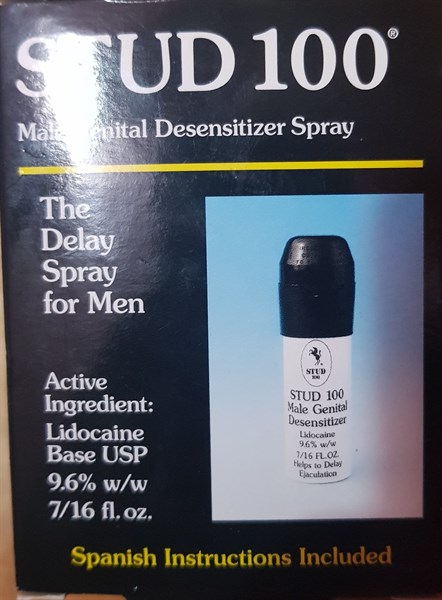 STUD 100®
Male Genital Desensitizer Spray
The
Delay
Spray
for Men
Active
Ingredient:
Lidocaine
Base USP
9.6% w/w
7/16 fl. oz.
STUD
100
STUD 100
Male Genital
Desensitizer
Lidocaine
9.6% w/w
7/16 FL.OZ.
Helps to Delay
Ejaculation
Spanish Instructions Included